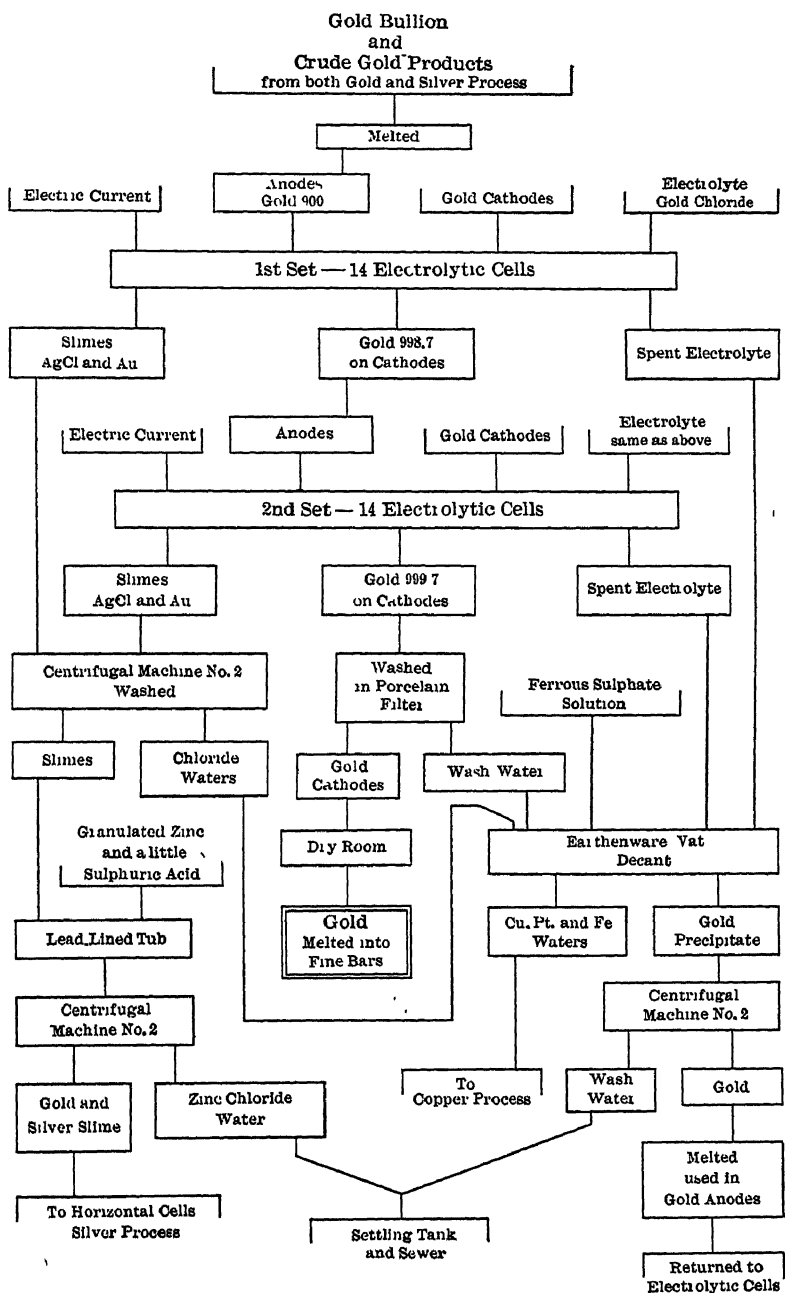 Gold Bullion
and
Crude Gold Products
from both Gold and Silver Process
Melted
Electric Current
Anodes
Gold 900
Gold Cathodes
Electrolyte
Gold Chloride
1st Set — 14 Electrolytic Cells
Slimes
AgCl and Au
Gold 998.7
on Cathodes
Spent Electrolyte
Electric Current
Anodes
Gold Cathodes
Electrolyte
same as above
2nd Set — 14 Electrolytic Cells
Slimes
AgCl and Au
Gold 999 7
on Cathodes
Spent Electrolyte
Centrifugal Machine No. 2
Washed
Washed
in Porcelain
Filter
Ferrous Sulphate
Solution
Slimes
Chloride
Waters
Gold
Cathodes
Wash Water
Granulated Zinc
and a little
Sulphuric Acid
Dry Room
Earthenware Vat
Decant
Lead Lined Tub
Gold
Melted into
Fine Bars
Cu. Pt. and Fe
Waters
Gold
Precipitate
Centrifugal
Machine No. 2
Centrifugal
Machine No. 2
Gold and
Silver Slime
Zinc Chloride
Water
To
Copper Process
Wash
Water
Gold
Melted
used in
Gold Anodes
To Horizontal Cells
Silver Process
Settling Tank
and Sewer
Returned to
Electrolytic Cells